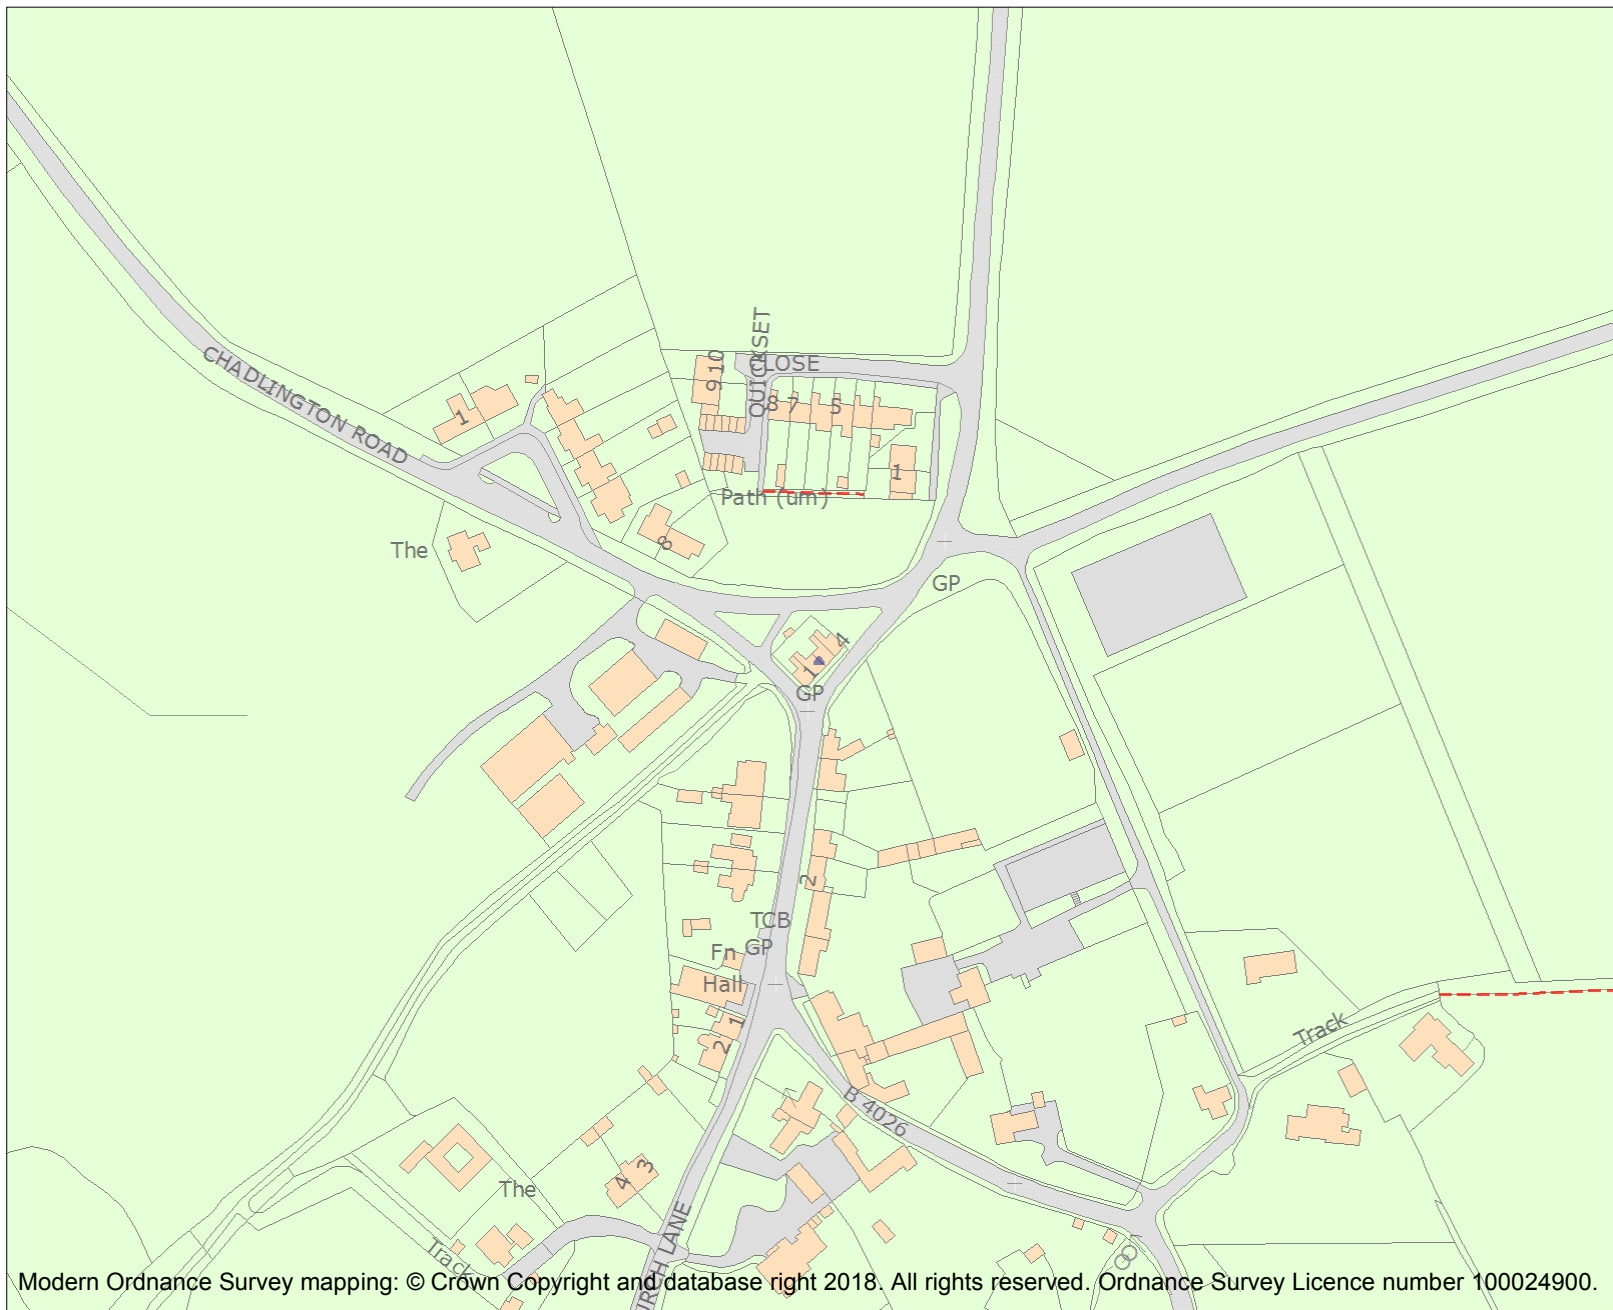 QUICKSET
CLOSE
9 10
CHADLINGTON ROAD
1
8 7 5
1
Path (um)
8
The
GP
4
1
GP
2
TCB
Fn GP
Hall
1
2
Track
B 4026
3
4
The
Track
RCH LANE
Modern Ordnance Survey mapping: © Crown Copyright and database right 2018. All rights reserved. Ordnance Survey Licence number 100024900.